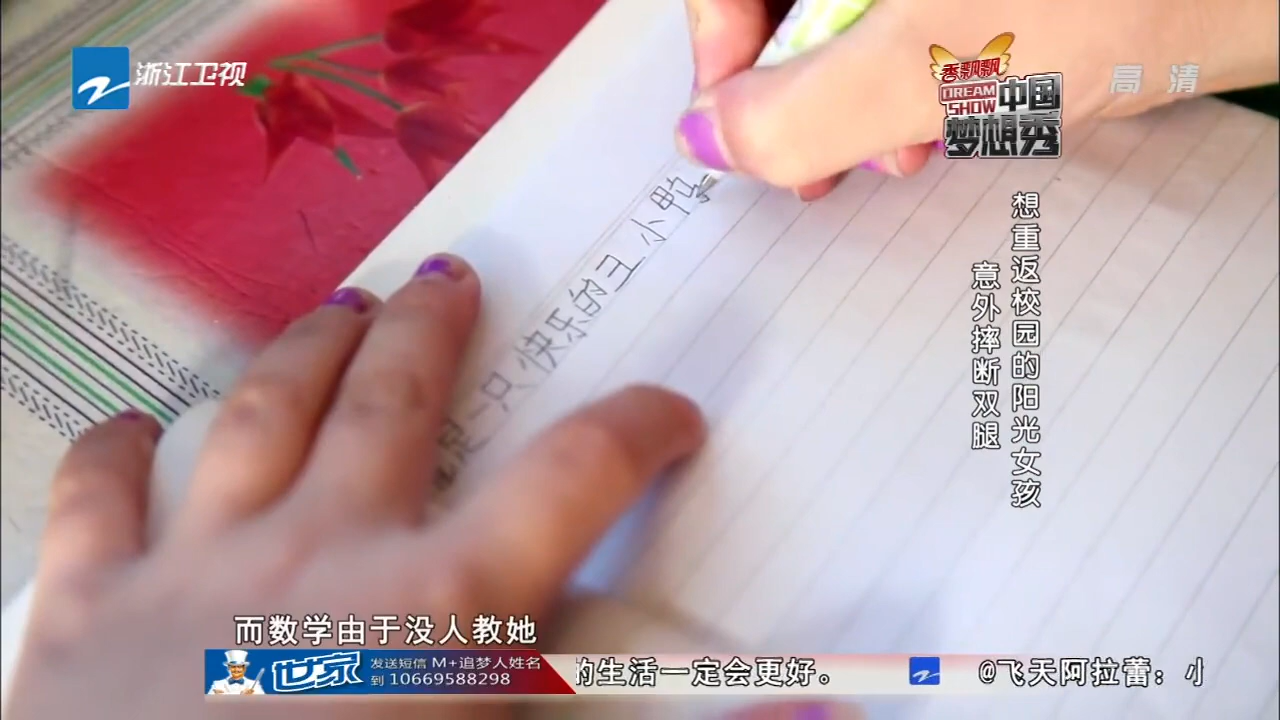 浙江卫视
香飘飘
DREAM SHOW 中国
梦想秀
高清
想重返校园的阳光女孩
意外摔断双腿
是一只快乐的丑小鸭
而数学由于没人教她
世家
发送短信 M+追梦人姓名
到 10669588298
的生活一定会更好。
@飞天阿拉蕾：小